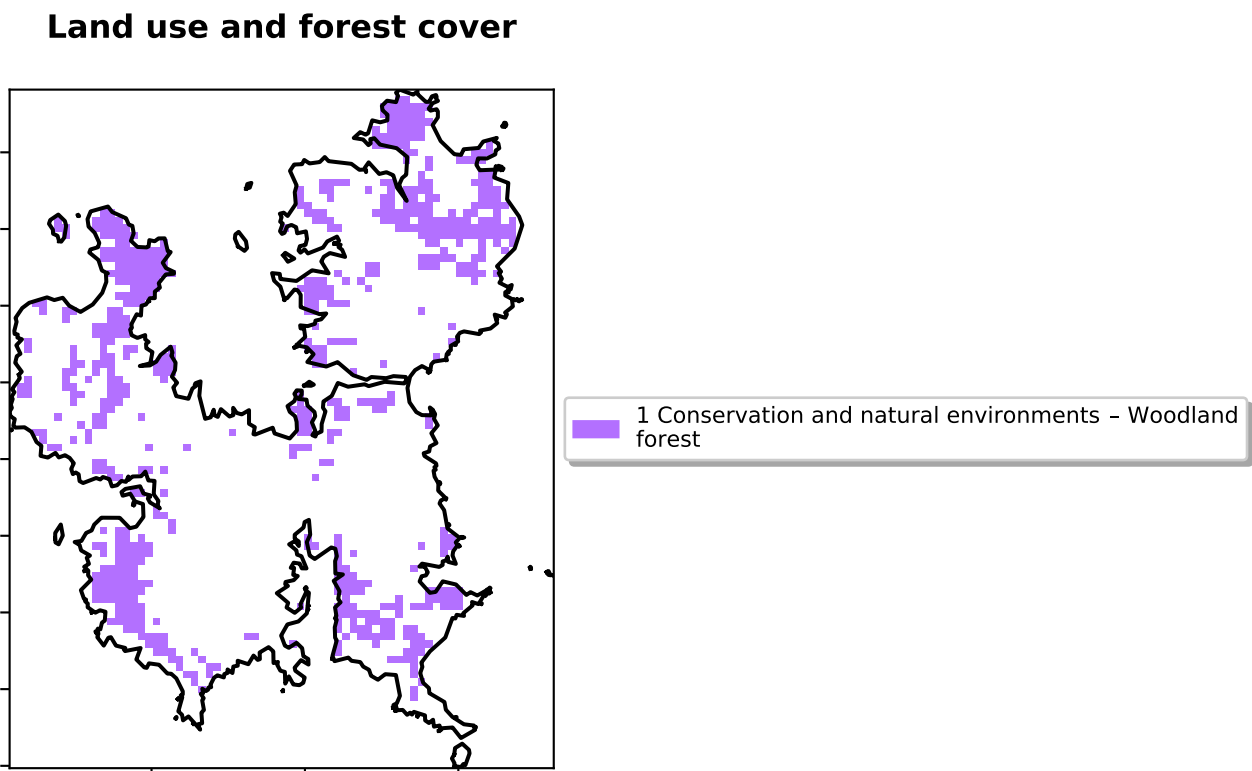 Land use and forest cover
1 Conservation and natural environments – Woodland
forest